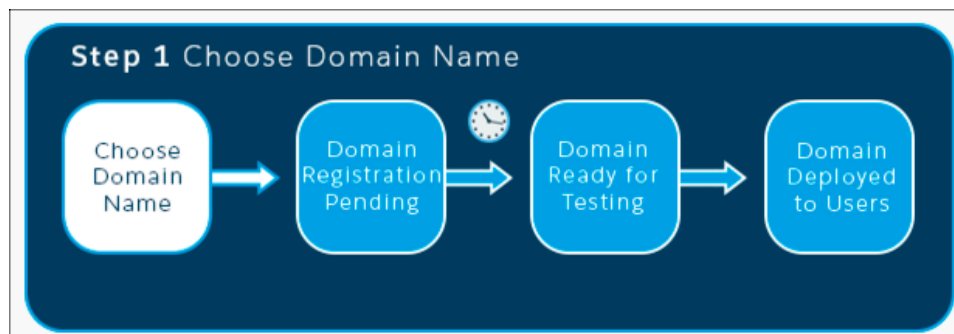 Step 1 Choose Domain Name
Choose
Domain
Name
Domain
Registration
Pending
Domain
Ready for
Testing
Domain
Deployed
to Users